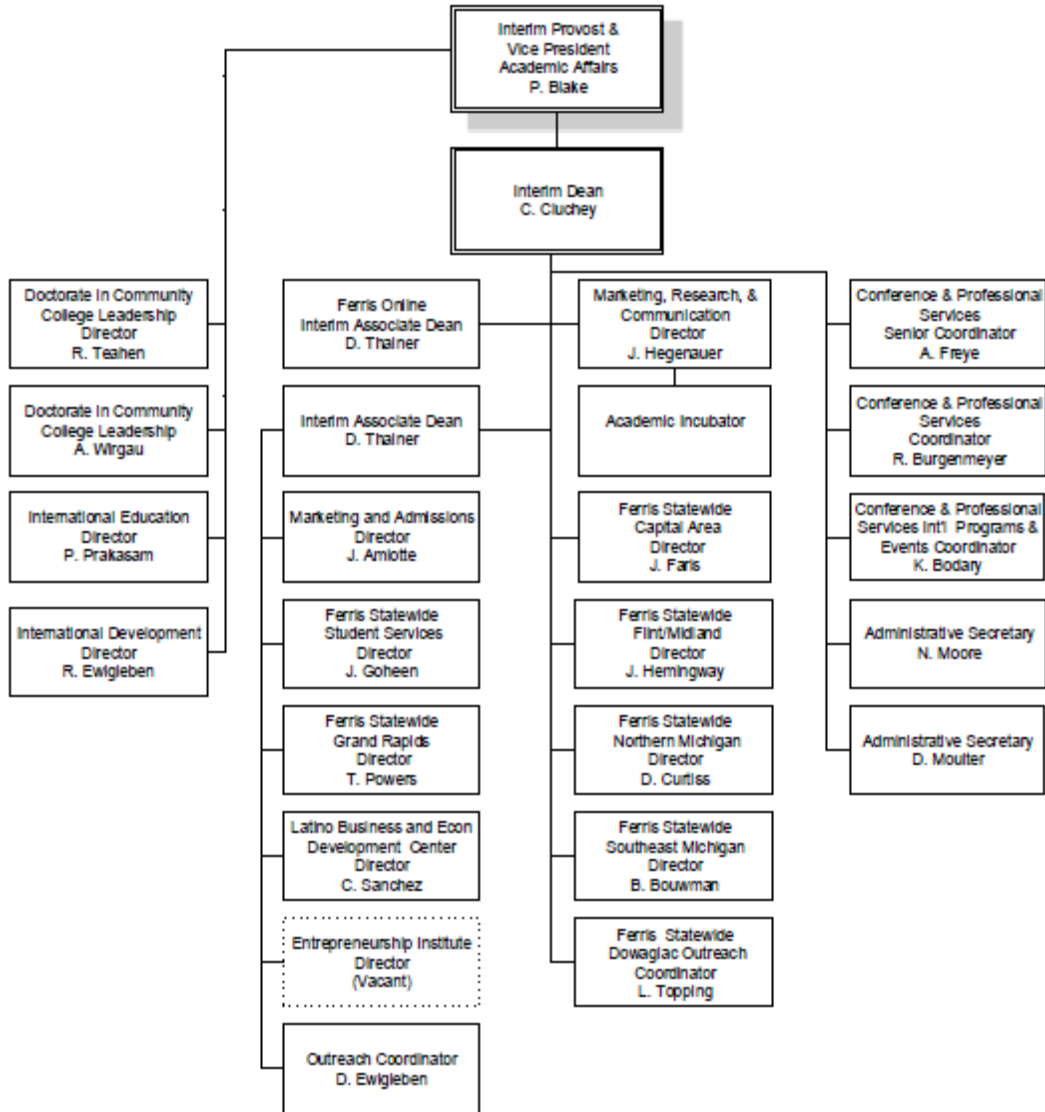 Interim Provost &
Vice President
Academic Affairs
P. Blake
Interim Dean
C. Cluchey
Doctorate in Community
College Leadership
Director
R. Teahen
Doctorate in Community
College Leadership
A. Wirgau
International Education
Director
P. Prakasam
International Development
Director
R. Ewigleben
Ferris Online
Interim Associate Dean
D. Thalner
Interim Associate Dean
D. Thalner
Marketing and Admissions
Director
J. Amlotte
Ferris Statewide
Student Services
Director
J. Goheen
Ferris Statewide
Grand Rapids
Director
T. Powers
Latino Business and Econ
Development Center
Director
C. Sanchez
Entrepreneurship Institute
Director
(Vacant)
Outreach Coordinator
D. Ewigleben
Marketing, Research, &
Communication
Director
J. Hegenauer
Academic Incubator
Ferris Statewide
Capital Area
Director
J. Faris
Ferris Statewide
Flint/Midland
Director
J. Hemingway
Ferris Statewide
Northern Michigan
Director
D. Curtiss
Ferris Statewide
Southeast Michigan
Director
B. Bouwman
Ferris Statewide
Dowagiac Outreach
Coordinator
L. Topping
Conference & Professional
Services
Senior Coordinator
A. Freye
Conference & Professional
Services
Coordinator
R. Burgenmeyer
Conference & Professional
Services Int'l Programs &
Events Coordinator
K. Bodary
Administrative Secretary
N. Moore
Administrative Secretary
D. Moulter